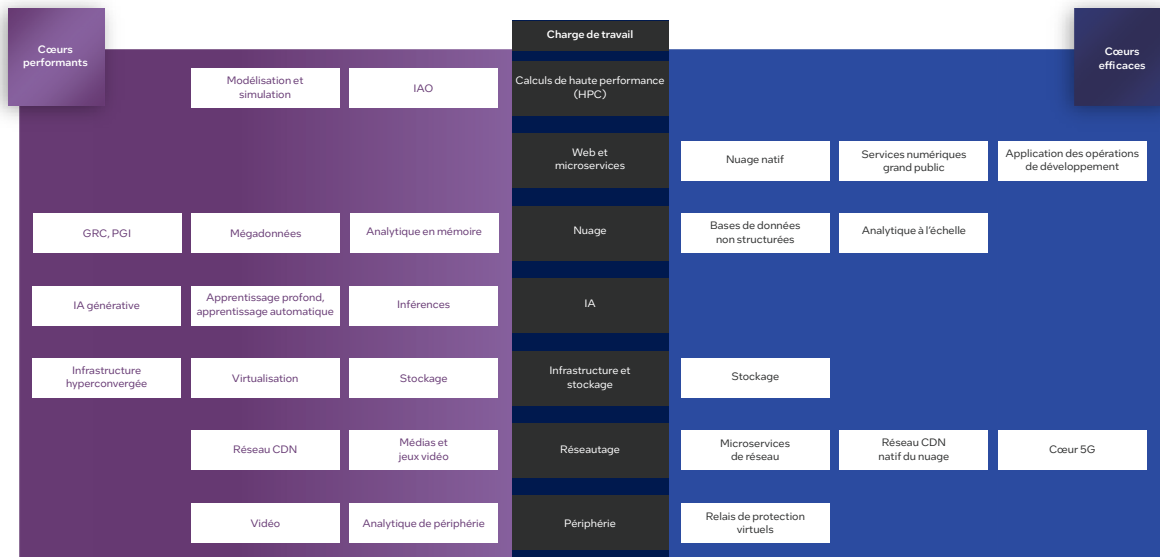 Cœurs
performants
Charge de travail
Cœurs
efficaces
Modélisation et
simulation
IAO
Calculs de haute performance
(HPC)
Web et
microservices
Nuage natif
Services numériques
grand public
Application des opérations
de développement
GRC, PGI
Mégadonnées
Analytique en mémoire
Nuage
Bases de données
non structurées
Analytique à l'échelle
IA générative
Apprentissage profond,
apprentissage automatique
Inférences
IA
Infrastructure
hyperconvergée
Virtualisation
Stockage
Infrastructure et
stockage
Stockage
Réseau CDN
Médias et
jeux vidéo
Réseautage
Microservices
de réseau
Réseau CDN
natif du nuage
Cœur 5G
Vidéo
Analytique de périphérie
Périphérie
Relais de protection
virtuels